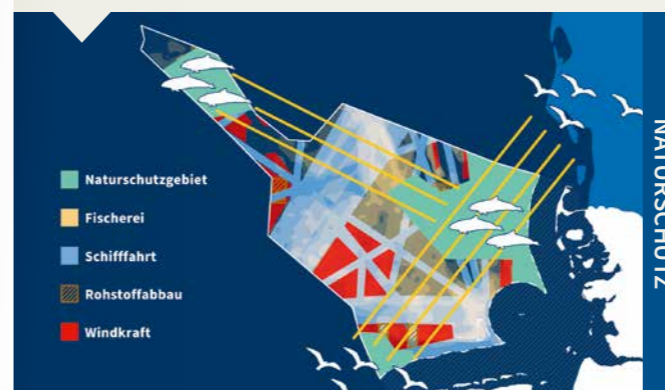 Naturschutzgebiet
Fischerei
Schifffahrt
Rohstoffabbau
Windkraft
NATURSCHUTZ